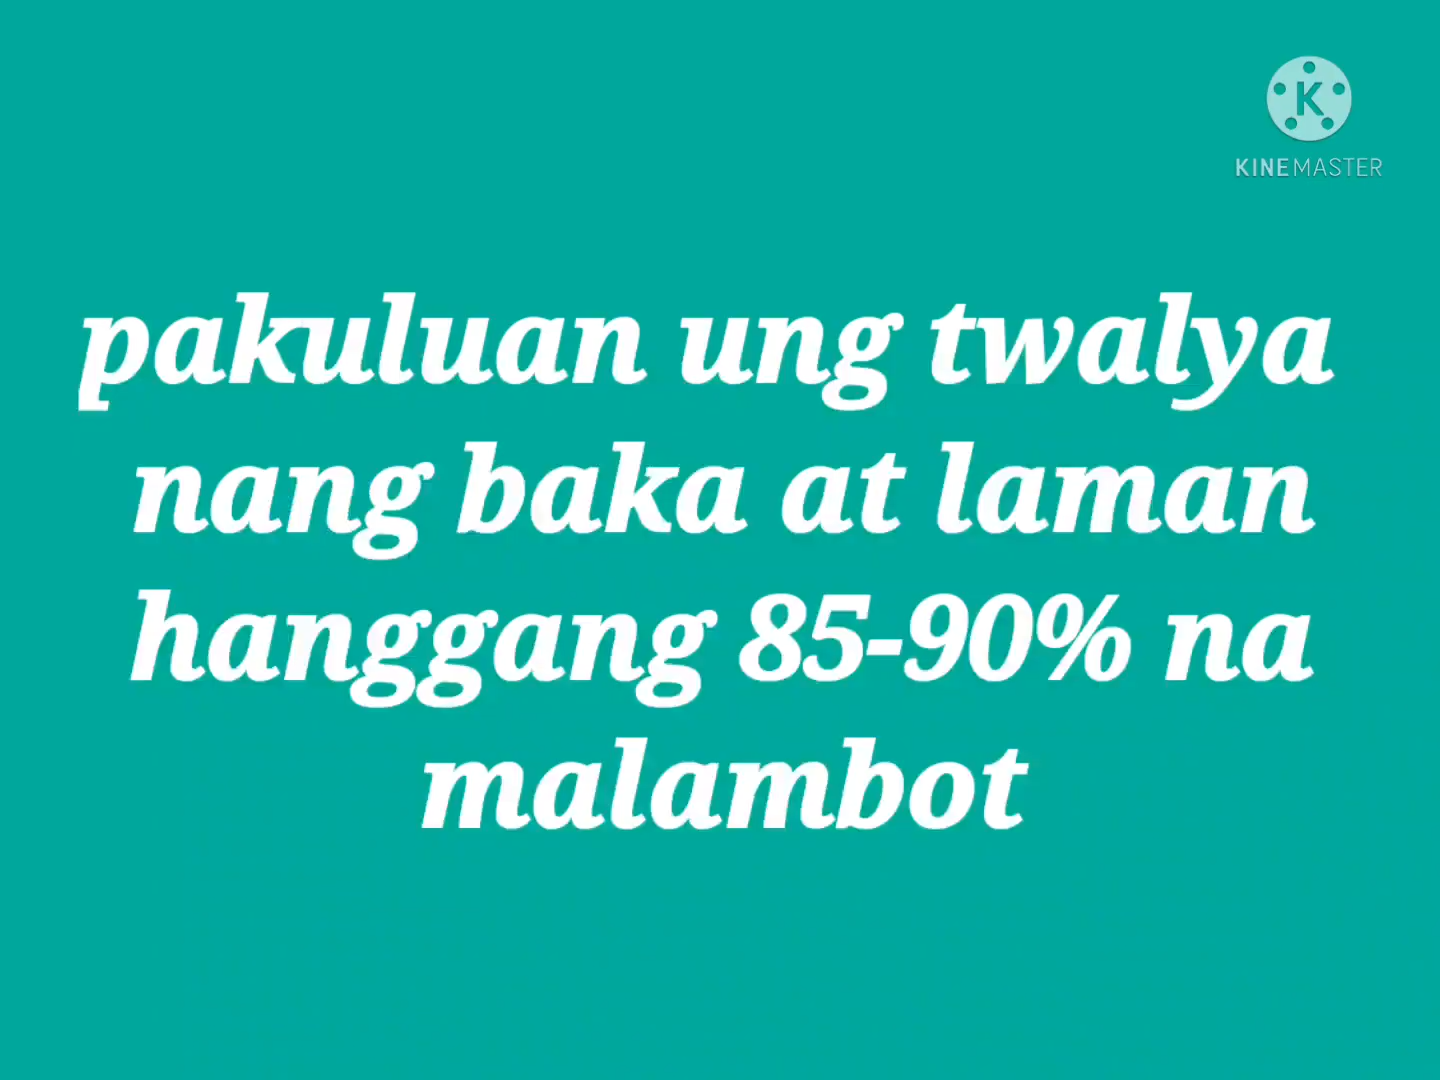 KINEMASTER
pakuluan ung twalya
nang baka at laman
hanggang 85-90% na
malambot